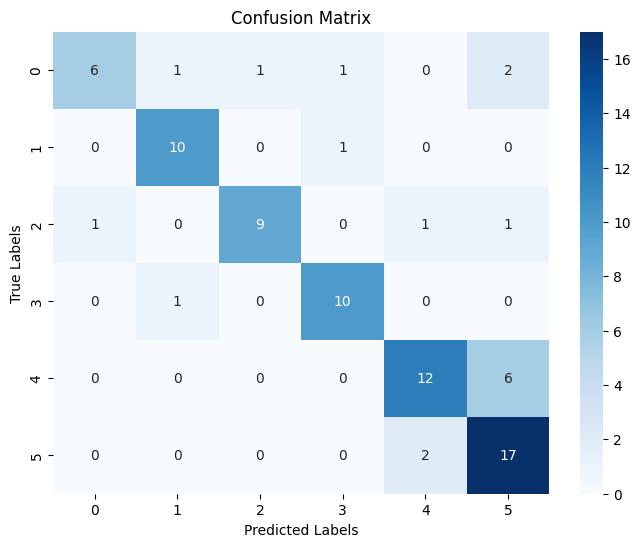 Confusion Matrix
0 6 1 1 1 0 2
1 0 10 0 1 0 0
2 1 0 9 0 1 1
3 0 1 0 10 0 0
4 0 0 0 0 12 6
5 0 0 0 0 2 17
0 1 2 3 4 5
Predicted Labels
True Labels
16
14
12
10
8
6
4
2
0